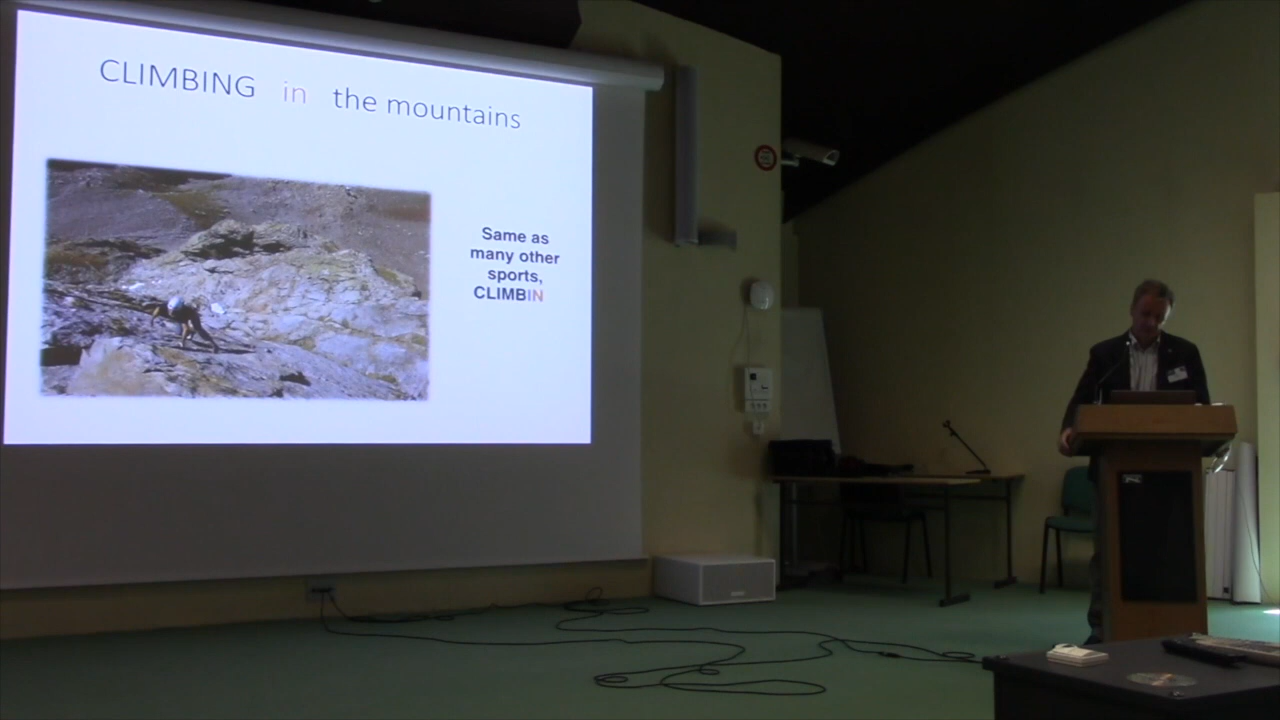 CLIMBING in the mountains
Same as
many other
sports,
CLIMBIN